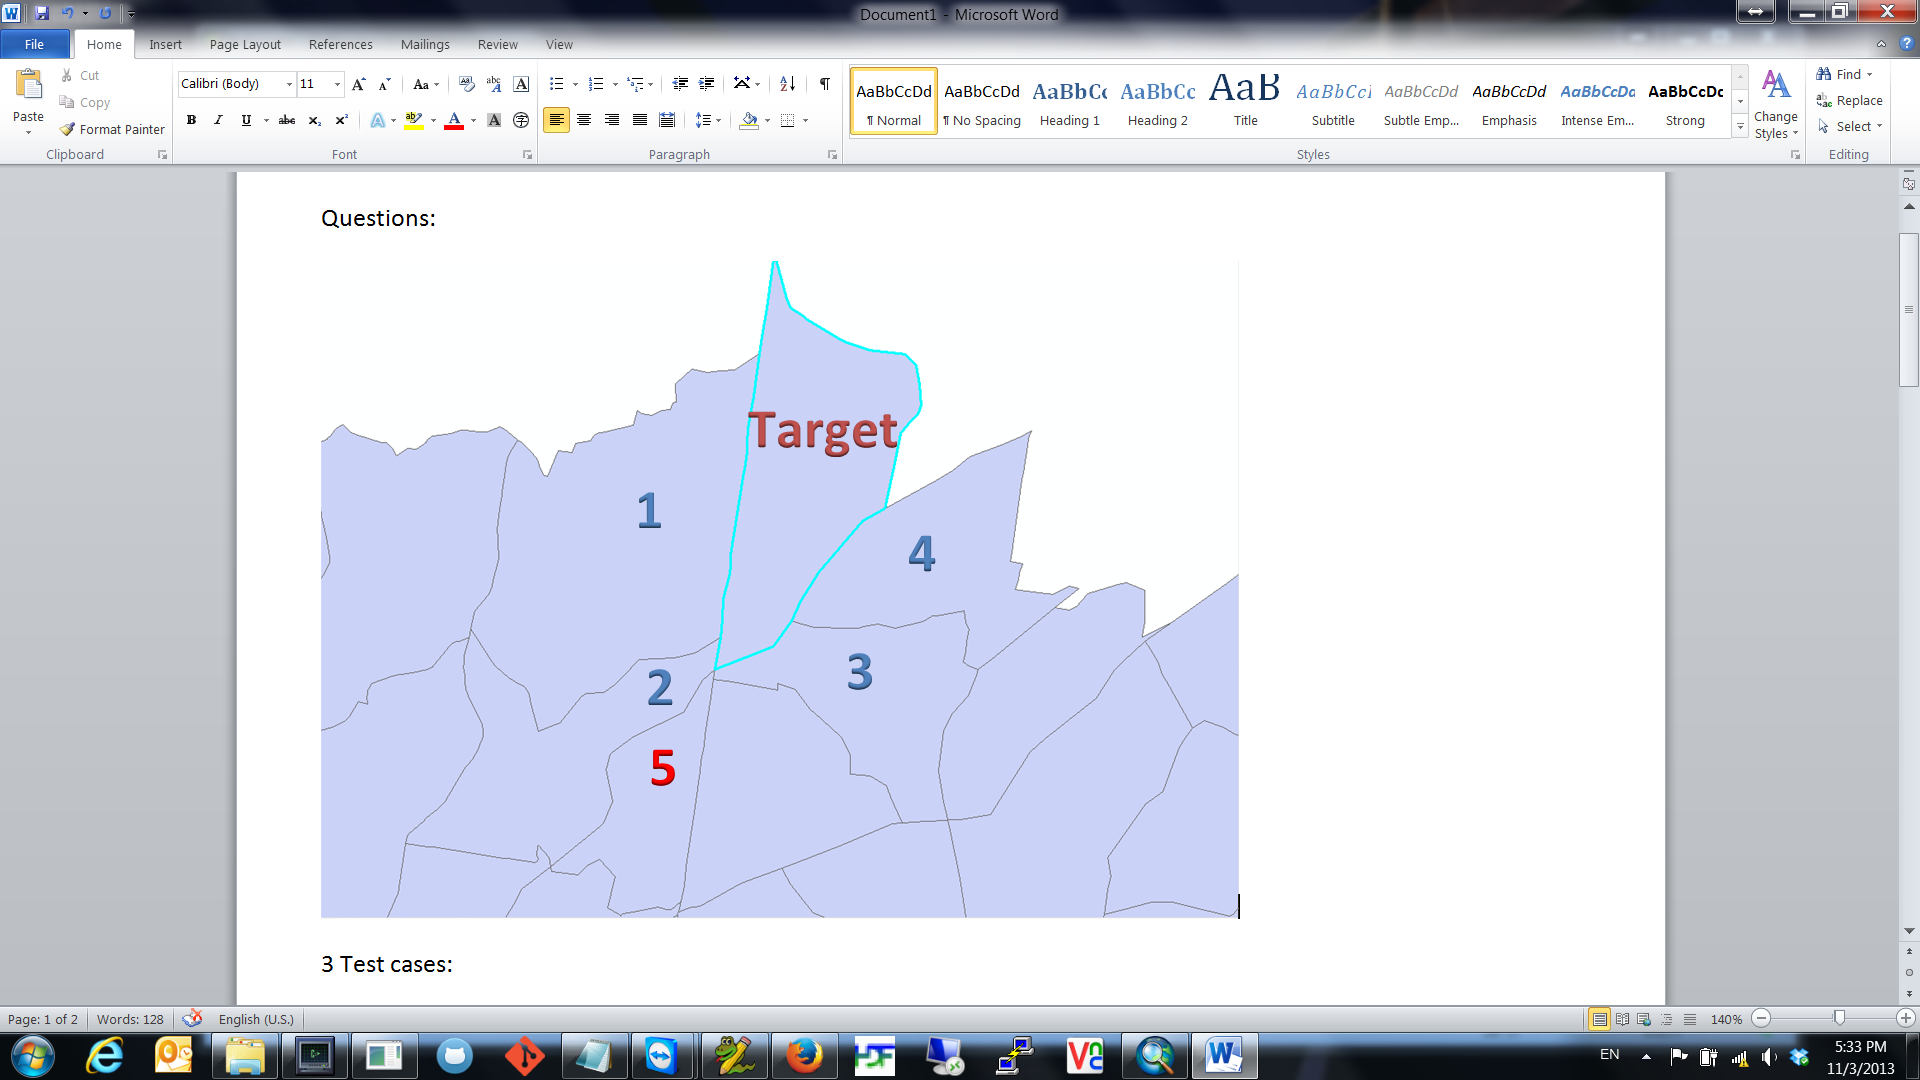 Document1 - Microsoft Word
File Home Insert Page Layout References Mailings Review View
Paste
Cut
Copy
Format Painter
Clipboard
Calibri (Body) 11
Font
Paragraph
AaBbCcDd AaBbCcDd AaBbCc AaBbCc AaB AaBbCcI AaBbCcDd AaBbCcDd AaBbCcDd AaBbCcDc
¶ Normal ¶ No Spacing Heading 1 Heading 2 Title Subtitle Subtle Emp... Emphasis Intense Em... Strong
Change Styles
Styles
Find
Replace
Select
Editing
Questions:
Target
1
4
2
3
5
3 Test cases:
Page: 1 of 2 Words: 128 English (U.S.) 140%
EN 5:33 PM
11/3/2013